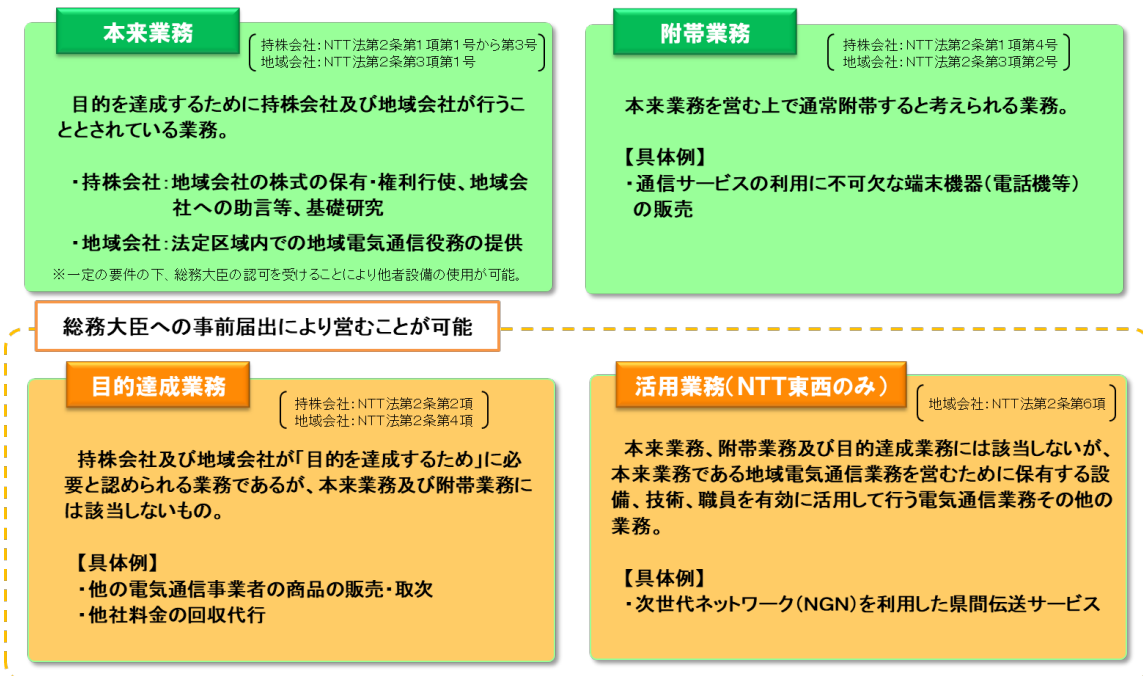 本来業務
持株会社:NTT法第2条第1項第1号から第3号
地域会社:NTT法第2条第3項第1号
目的を達成するために持株会社及び地域会社が行うこ
ととされている業務。
・持株会社:地域会社の株式の保有・権利行使、地域会
社への助言等、基礎研究
・地域会社:法定区域内での地域電気通信役務の提供
※一定の要件の下、総務大臣の認可を受けることにより他者設備の使用が可能。
附帯業務
持株会社:NTT法第2条第1項第4号
地域会社:NTT法第2条第3項第2号
本来業務を営む上で通常附帯すると考えられる業務。
【具体例】
・通信サービスの利用に不可欠な端末機器(電話機等)
の販売
総務大臣への事前届出により営むことが可能
目的達成業務
持株会社:NTT法第2条第2項
地域会社:NTT法第2条第4項
持株会社及び地域会社が「目的を達成するため」に必
要と認められる業務であるが、本来業務及び附帯業務に
は該当しないもの。
【具体例】
・他の電気通信事業者の商品の販売・取次
・他社料金の回収代行
活用業務(NTT東西のみ)
地域会社:NTT法第2条第6項
本来業務、附帯業務及び目的達成業務には該当しないが、
本来業務である地域電気通信業務を営むために保有する設
備、技術、職員を有効に活用して行う電気通信業務その他の
業務。
【具体例】
・次世代ネットワーク(NGN)を利用した県間伝送サービス